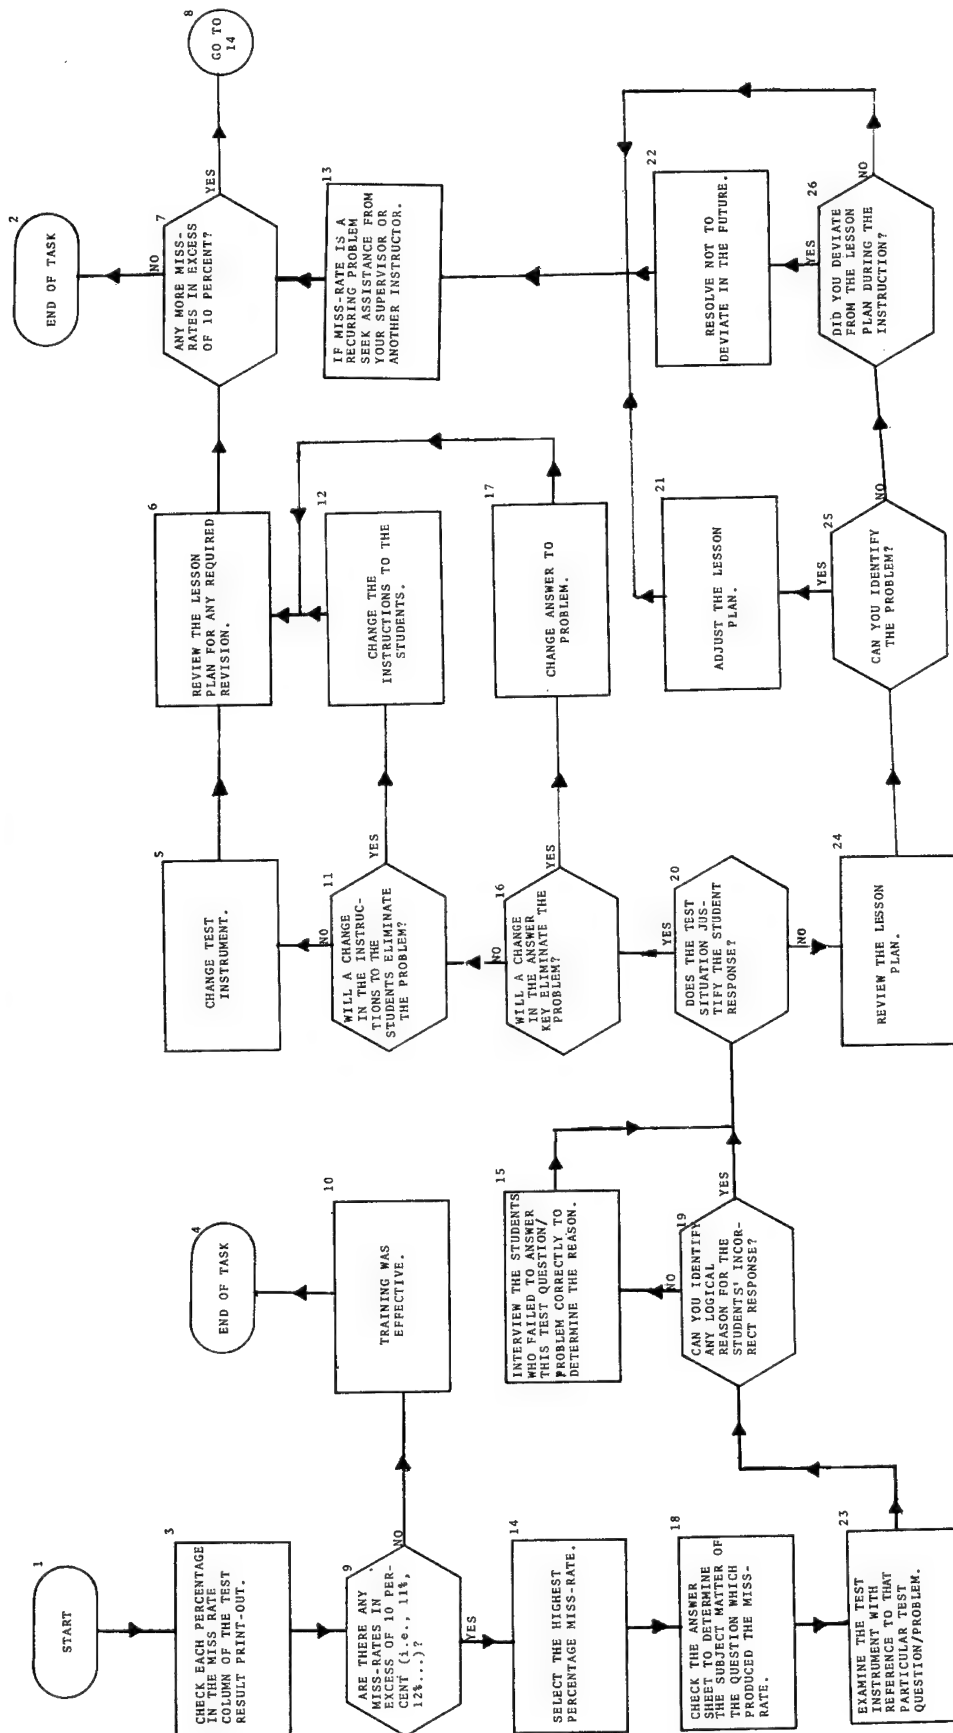 1
START
3
CHECK EACH PERCENTAGE
IN THE MISS RATE
COLUMN OF THE TEST
RESULT PRINT-OUT.
9
ARE THERE ANY
MISS-RATES IN
EXCESS OF 10 PER-
CENT (i.e., 11%,
12%...)?
NO
YES
14
SELECT THE HIGHEST
PERCENTAGE MISS-RATE.
18
CHECK THE ANSWER
SHEET TO DETERMINE
THE SUBJECT MATTER OF
THE QUESTION WHICH
PRODUCED THE MISS-
RATE.
23
EXAMINE THE TEST
INSTRUMENT WITH
REFERENCE TO THAT
PARTICULAR TEST
QUESTION/PROBLEM.
4
END OF TASK
10
TRAINING WAS
EFFECTIVE.
15
INTERVIEW THE STUDENTS
WHO FAILED TO ANSWER
THIS TEST QUESTION/
PROBLEM CORRECTLY TO
DETERMINE THE REASON.
NO
19
CAN YOU IDENTIFY
ANY LOGICAL
REASON FOR THE
STUDENTS' INCOR-
RECT RESPONSE?
YES
5
CHANGE TEST
INSTRUMENT.
NO
11
WILL A CHANGE
IN THE INSTRUC-
TIONS TO THE
STUDENTS ELIMINATE
THE PROBLEM?
YES
NO
16
WILL A CHANGE
IN THE ANSWER
KEY ELIMINATE THE
PROBLEM?
YES
YES
20
DOES THE TEST
SITUATION JUS-
TIFY THE STUDENT
RESPONSE?
NO
24
REVIEW THE LESSON
PLAN.
6
REVIEW THE LESSON
PLAN FOR ANY REQUIRED
REVISION.
12
CHANGE THE
INSTRUCTIONS TO THE
STUDENTS.
17
CHANGE ANSWER TO
PROBLEM.
21
ADJUST THE LESSON
PLAN.
YES
25
CAN YOU IDENTIFY
THE PROBLEM?
NO
2
END OF TASK
NO
7
ANY MORE MISS-
RATES IN EXCESS
OF 10 PERCENT?
YES
8
GO TO
14
13
IF MISS-RATE IS A
RECURRING PROBLEM
SEEK ASSISTANCE FROM
YOUR SUPERVISOR OR
ANOTHER INSTRUCTOR.
22
RESOLVE NOT TO
DEVIATE IN THE FUTURE.
YES
26
DID YOU DEVIATE
FROM THE LESSON
PLAN DURING THE
INSTRUCTION?
NO